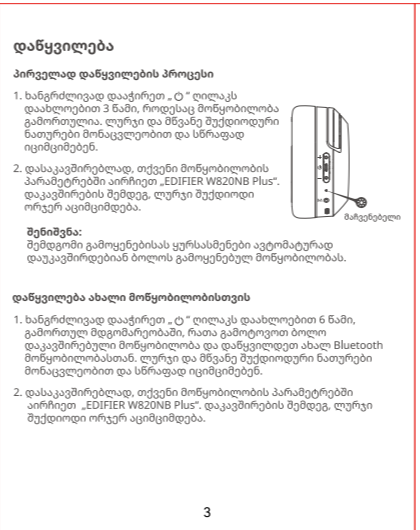 დაწყვილება
პირველად დაწყვილების პროცესი
1. ხანგრძლივად დააჭირეთ „ ⏻ “ ღილაკს
დაახლოებით 3 წამი, როდესაც მოწყობილობა
გამორთულია. ლურჯი და მწვანე შუქდიოდური
ნათურები მონაცვლეობით და სწრაფად
იციმციმებენ.
2. დასაკავშირებლად, თქვენი მოწყობილობის
პარამეტრებში აირჩიეთ „EDIFIER W820NB Plus“.
დაკავშირების შემდეგ, ლურჯი შუქდიოდი
ორჯერ აციმციმდება.
მაჩვენებელი
შენიშვნა:
შემდგომი გამოყენებისას ყურსასმენები ავტომატურად
დაუკავშირდებიან ბოლოს გამოყენებულ მოწყობილობას.
დაწყვილება ახალი მოწყობილობისთვის
1. ხანგრძლივად დააჭირეთ „ ⏻ “ ღილაკს დაახლოებით 6 წამი,
გამორთულ მდგომარეობაში, რათა გამოტოვოთ ბოლო
დაკავშირებული მოწყობილობა და დაწყვილდეთ ახალ Bluetooth
მოწყობილობასთან. ლურჯი და მწვანე შუქდიოდური ნათურები
მონაცვლეობით და სწრაფად იციმციმებენ.
2. დასაკავშირებლად, თქვენი მოწყობილობის პარამეტრებში
აირჩიეთ „EDIFIER W820NB Plus“. დაკავშირების შემდეგ, ლურჯი
შუქდიოდი ორჯერ აციმციმდება.
3